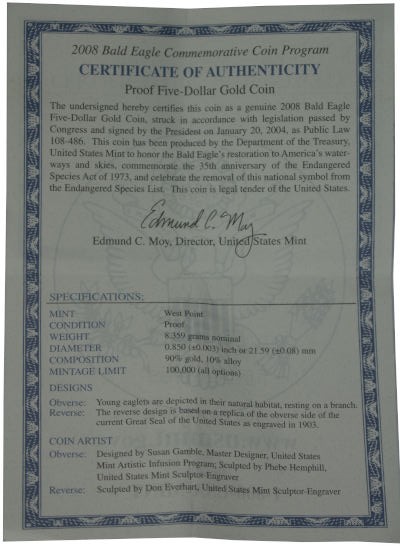 2008 Bald Eagle Commemorative Coin Program
CERTIFICATE OF AUTHENTICITY
Proof Five-Dollar Gold Coin
The undersigned hereby certifies this coin as a genuine 2008 Bald Eagle
Five-Dollar Gold Coin, struck in accordance with legislation passed by
Congress and signed by the President on January 20, 2004, as Public Law
108-486. This coin has been produced by the Department of the Treasury,
United States Mint to honor the Bald Eagle's restoration to America's water-
ways and skies, commemorate the 35th anniversary of the Endangered
Species Act of 1973, and celebrate the removal of this national symbol from
the Endangered Species List. This coin is legal tender of the United States.
Edmund C. Moy
Edmund C. Moy, Director, United States Mint
SPECIFICATIONS:
MINT West Point
CONDITION Proof
WEIGHT 8.359 grams nominal
DIAMETER 0.850 (±0.003) inch or 21.59 (±0.08) mm
COMPOSITION 90% gold, 10% alloy
MINTAGE LIMIT 100,000 (all options)
DESIGNS
Obverse: Young eaglets are depicted in their natural habitat, resting on a branch.
Reverse: The reverse design is based on a replica of the obverse side of the
current Great Seal of the United States as engraved in 1903.
COIN ARTIST
Obverse: Designed by Susan Gamble, Master Designer, United States
Mint Artistic Infusion Program; Sculpted by Phebe Hemphill,
United States Mint Sculptor-Engraver
Reverse: Sculpted by Don Everhart, United States Mint Sculptor-Engraver